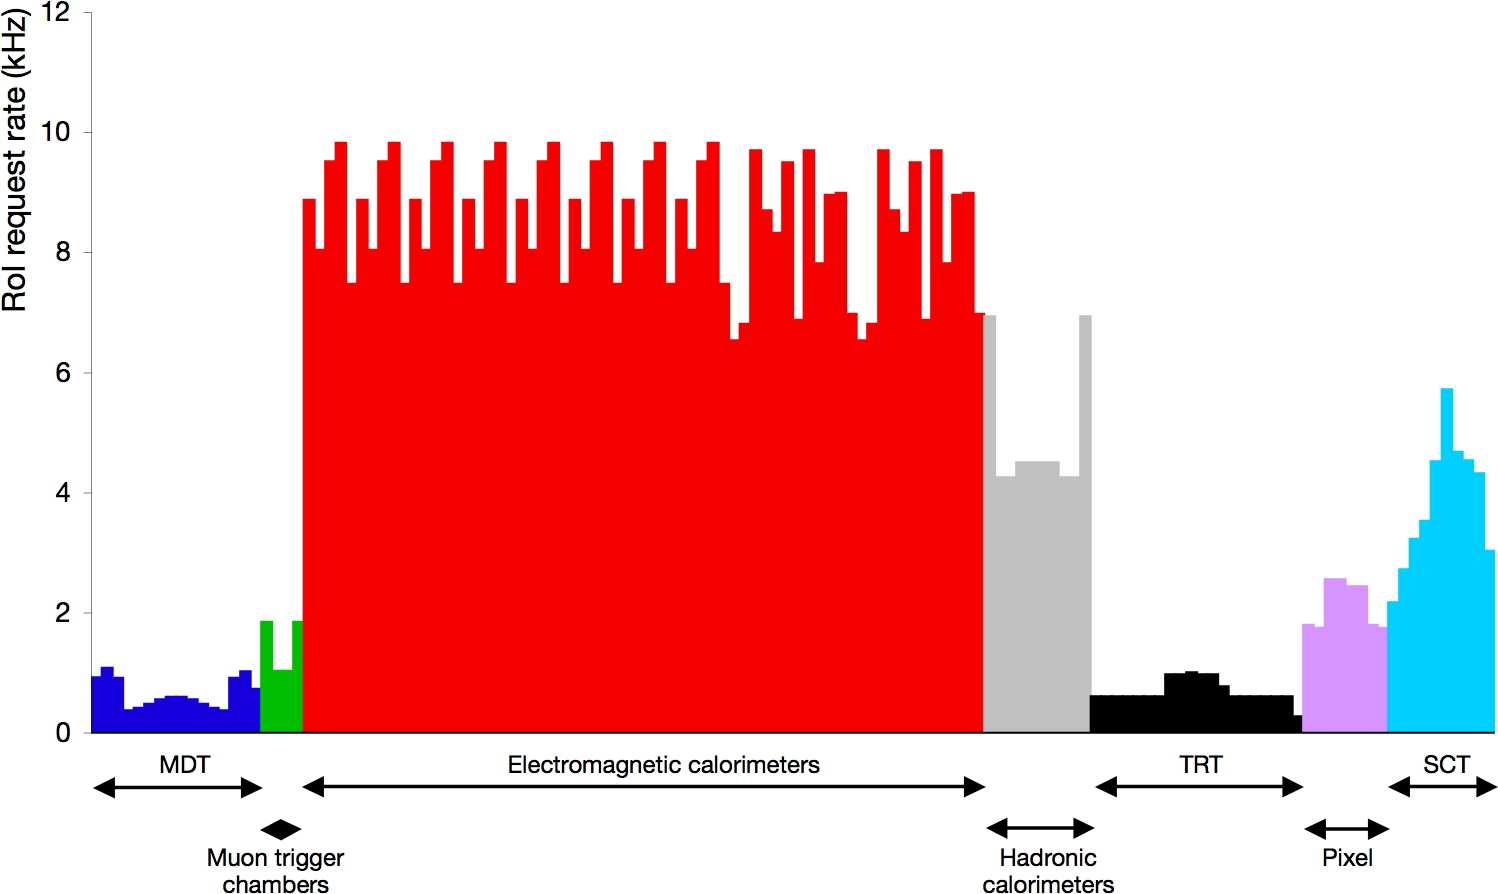 RoI request rate (kHz)
12
10
8
6
4
2
0
MDT
Electromagnetic calorimeters
TRT
SCT
Muon trigger
chambers
Hadronic
calorimeters
Pixel